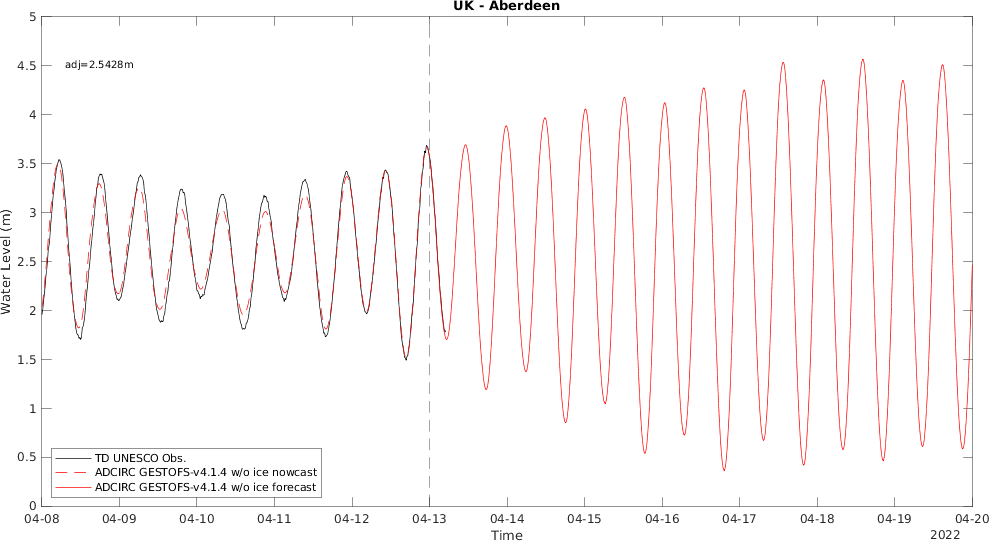 UK - Aberdeen
5
4.5
4
3.5
3
2.5
2
1.5
1
0.5
0
Water Level (m)
adj=2.5428m
TD UNESCO Obs.
ADCIRC GESTOFS-v4.1.4 w/o ice nowcast
ADCIRC GESTOFS-v4.1.4 w/o ice forecast
04-08 04-09 04-10 04-11 04-12 04-13 04-14 04-15 04-16 04-17 04-18 04-19 04-20
Time
2022